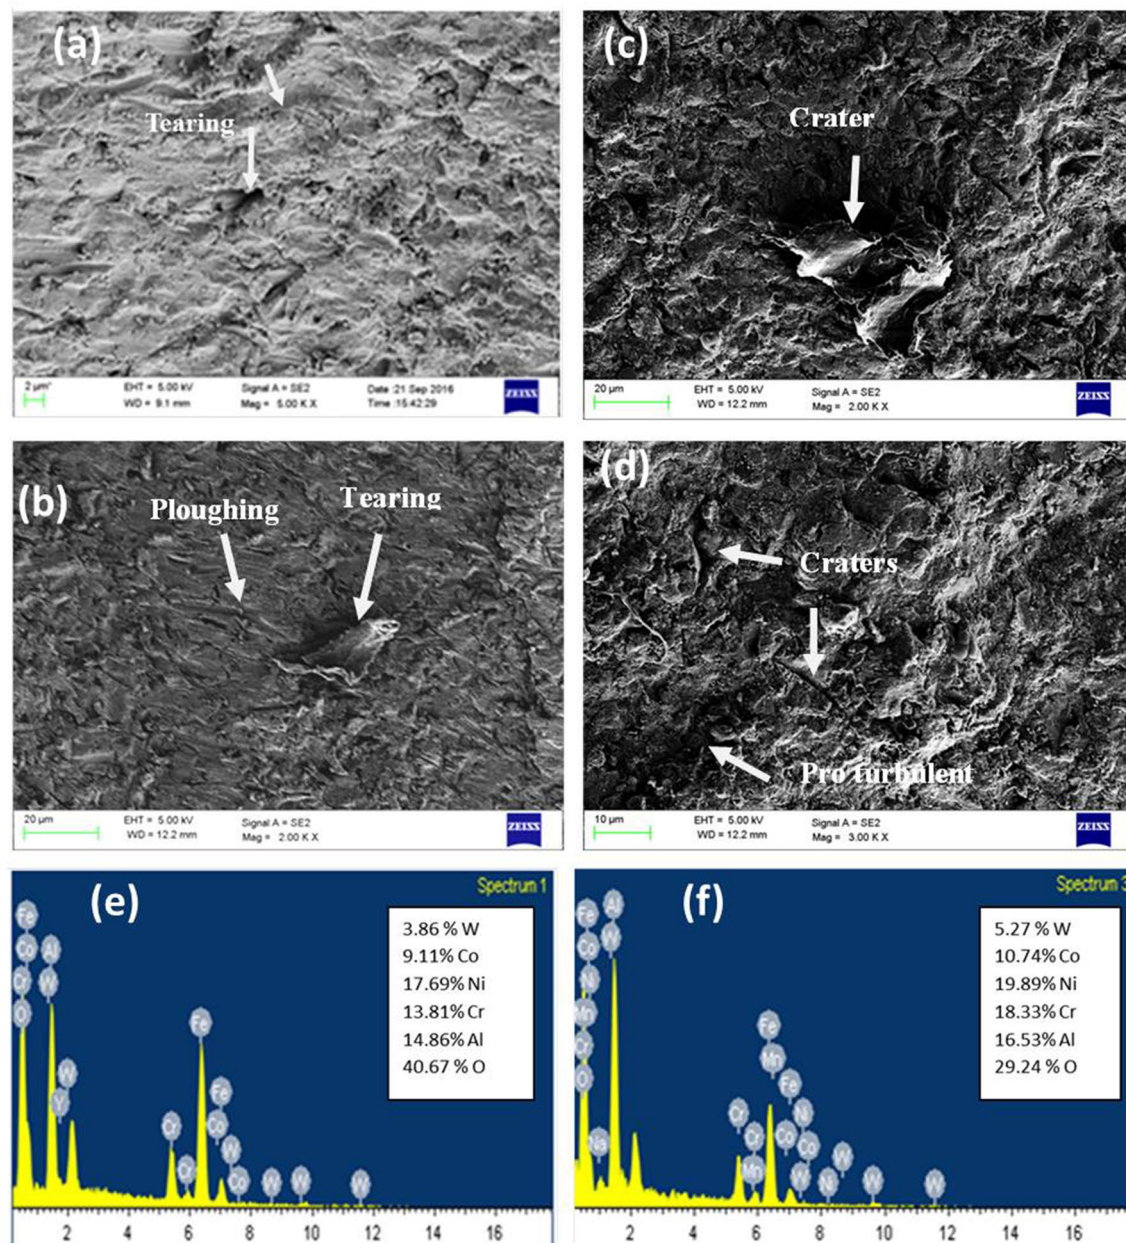 (a)
Tearing
2 µm*
EHT = 5.00 kV
WD = 9.1 mm
Signal A = SE2
Mag = 5.00 K X
Date :21 Sep 2016
Time :15:42:29
ZEISS
(c)
Crater
20 µm
EHT = 5.00 kV
WD = 12.2 mm
Signal A = SE2
Mag = 2.00 K X
ZEISS
(b)
Ploughing
Tearing
20 µm
EHT = 5.00 kV
WD = 12.2 mm
Signal A = SE2
Mag = 2.00 K X
ZEISS
(d)
Craters
Pro turbulent
10 µm
EHT = 5.00 kV
WD = 12.2 mm
Signal A = SE2
Mag = 3.00 K X
ZEISS
(e)
Spectrum 1
3.86 % W
9.11% Co
17.69% Ni
13.81% Cr
14.86% Al
40.67 % O
Fe
Co
Cr
O
Al
W
W
Y
Cr
Cr
Fe
Fe
Co
W
Co
W
W
W
2 4 6 8 10 12 14 16
(f)
Spectrum 3
5.27 % W
10.74% Co
19.89% Ni
18.33% Cr
16.53% Al
29.24 % O
Fe
Co
Ni
Mn
Cr
O
Na
Al
W
Cr
Cr
Mn
Fe
Mn
Fe
Co
Ni
Co
W
Ni
W
W
W
2 4 6 8 10 12 14 16